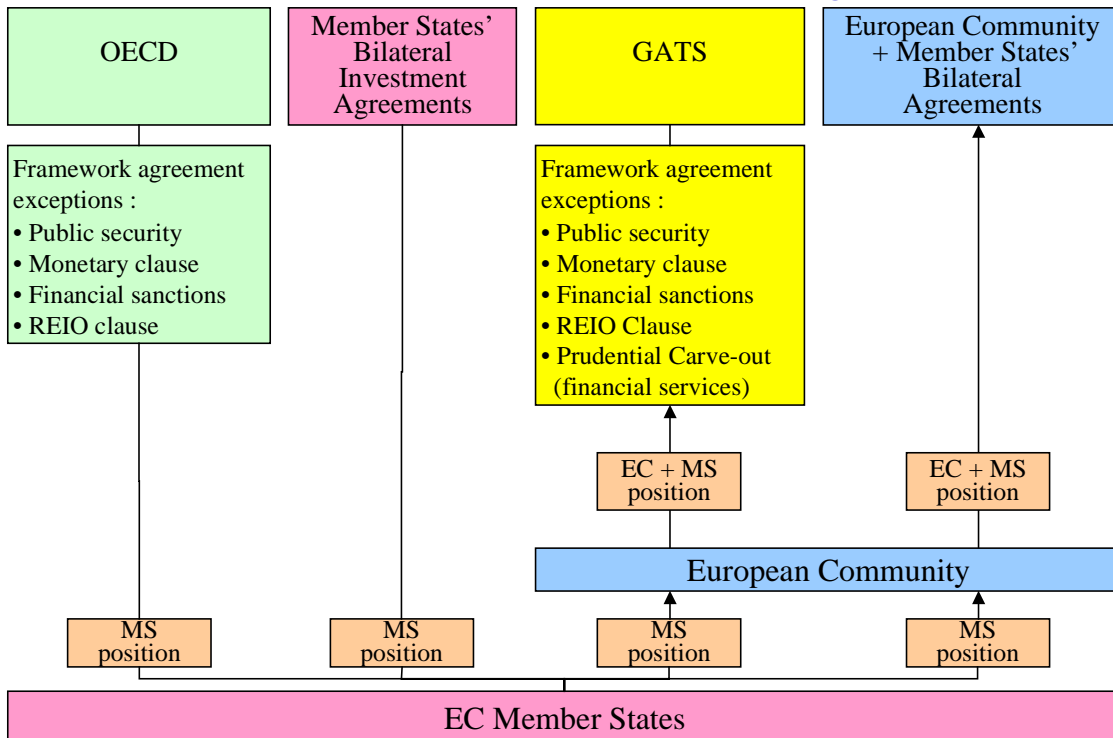 OECD
Member States’
Bilateral
Investment
Agreements
GATS
European Community
+ Member States’
Bilateral
Agreements
Framework agreement
exceptions :
• Public security
• Monetary clause
• Financial sanctions
• REIO clause
Framework agreement
exceptions :
• Public security
• Monetary clause
• Financial sanctions
• REIO Clause
• Prudential Carve-out
(financial services)
EC + MS
position
EC + MS
position
European Community
MS
position
MS
position
MS
position
MS
position
EC Member States